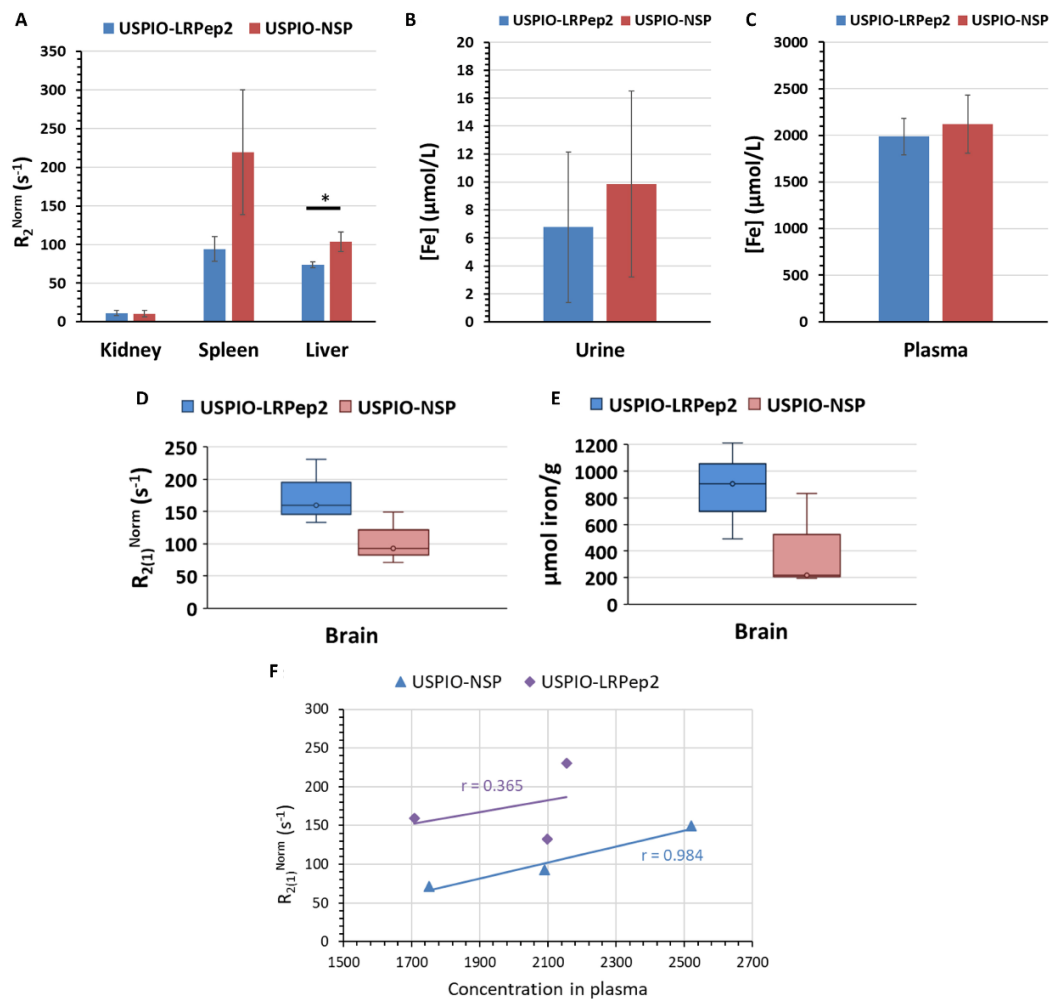 A
USPIO-LRPep2 USPIO-NSP
R₂^Norm (s⁻¹)
350
300
250
200
150
100
50
0
*
Kidney Spleen Liver
B
USPIO-LRPep2 USPIO-NSP
[Fe] (µmol/L)
20
18
16
14
12
10
8
6
4
2
0
Urine
C
USPIO-LRPep2 USPIO-NSP
[Fe] (µmol/L)
3000
2500
2000
1500
1000
500
0
Plasma
D
USPIO-LRPep2 USPIO-NSP
R₂₍₁₎^Norm (s⁻¹)
250
200
150
100
50
0
Brain
E
USPIO-LRPep2 USPIO-NSP
µmol iron/g
1200
1000
800
600
400
200
0
Brain
F
USPIO-NSP USPIO-LRPep2
R₂₍₁₎^Norm (s⁻¹)
300
250
200
150
100
50
0
r = 0.365
r = 0.984
1500 1700 1900 2100 2300 2500 2700
Concentration in plasma